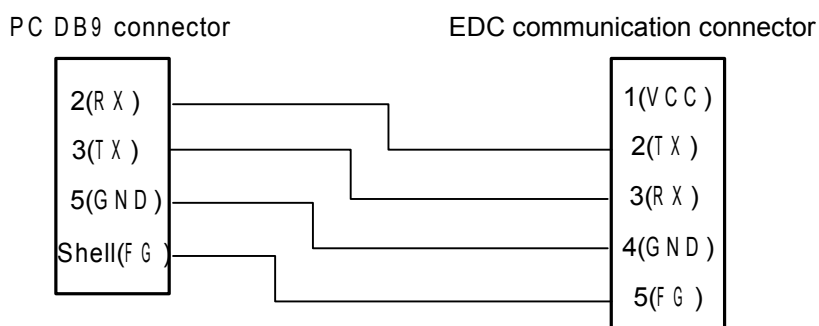 PC DB9 connector
EDC communication connector
2(RX)
3(TX)
5(GND)
Shell(FG)
1(VCC)
2(TX)
3(RX)
4(GND)
5(FG)